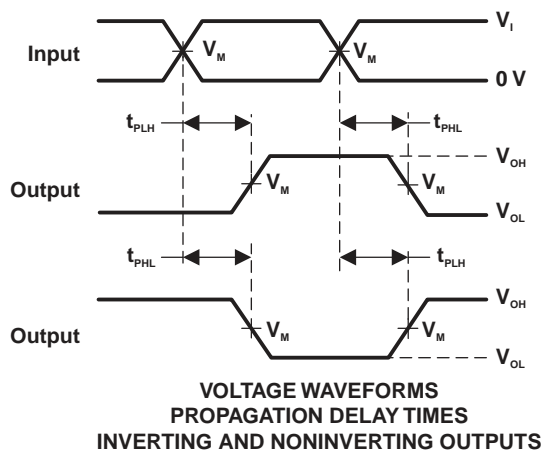 V_I
Input
V_M
V_M
0 V
t_PLH
t_PHL
V_OH
Output
V_M
V_M
V_OL
t_PHL
t_PLH
V_OH
Output
V_M
V_M
V_OL
VOLTAGE WAVEFORMS
PROPAGATION DELAY TIMES
INVERTING AND NONINVERTING OUTPUTS